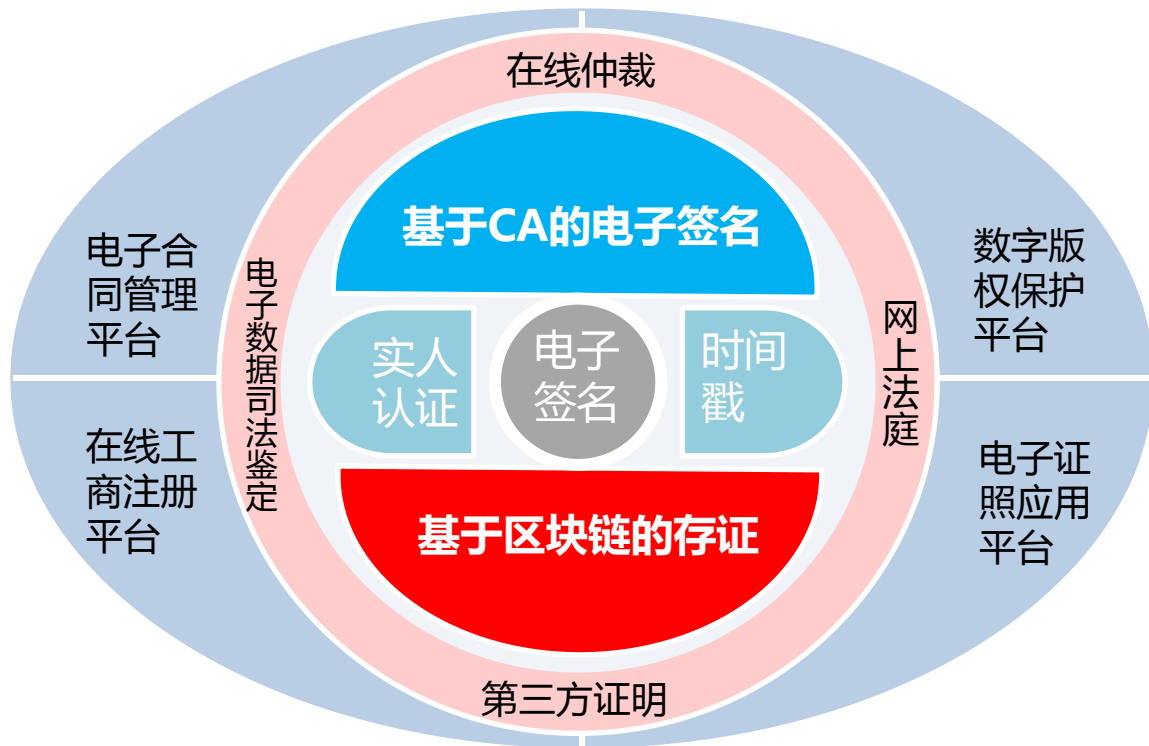 在线仲裁
基于CA的电子签名
电子合
同管理
平台
电子数据司法鉴定
实人
认证
电子
签名
时间
戳
网上法庭
数字版
权保护
平台
在线工
商注册
平台
基于区块链的存证
电子证
照应用
平台
第三方证明